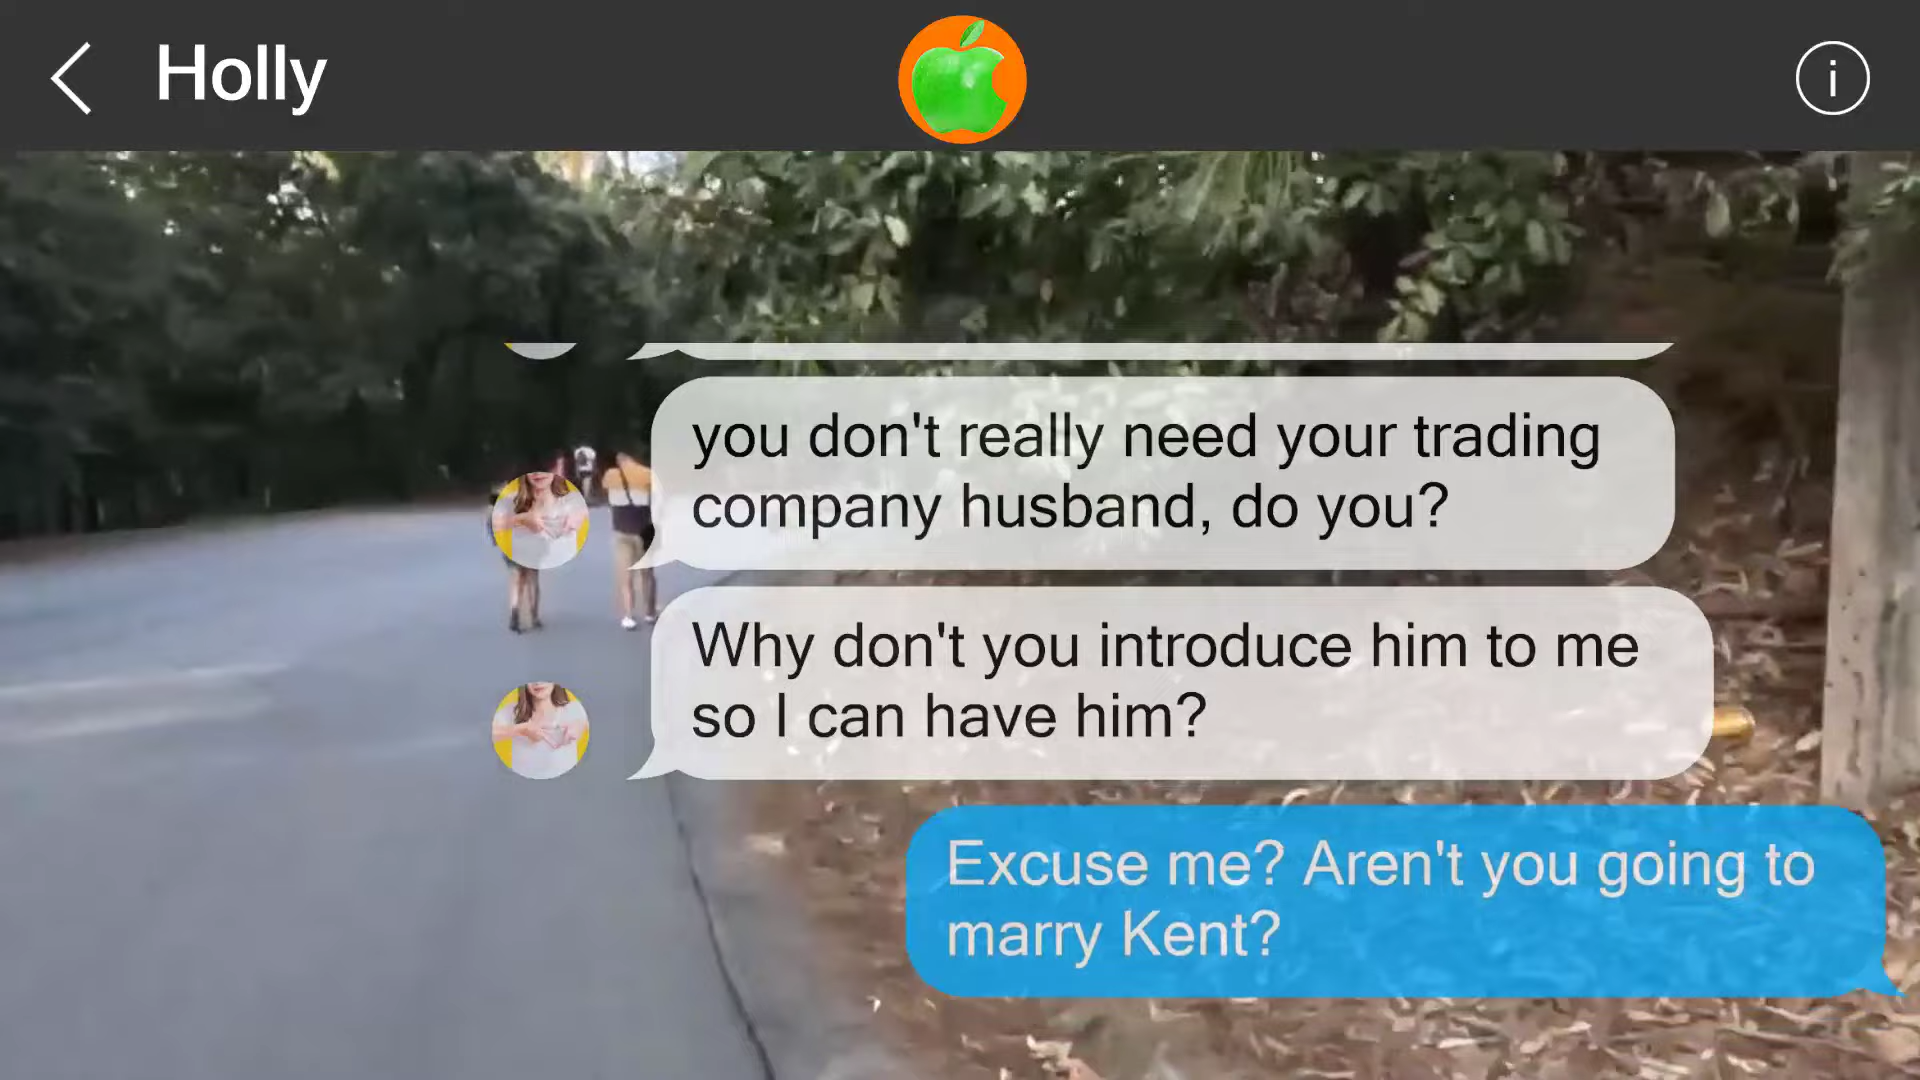 Holly
i
you don't really need your trading
company husband, do you?
Why don't you introduce him to me
so I can have him?
Excuse me? Aren't you going to
marry Kent?